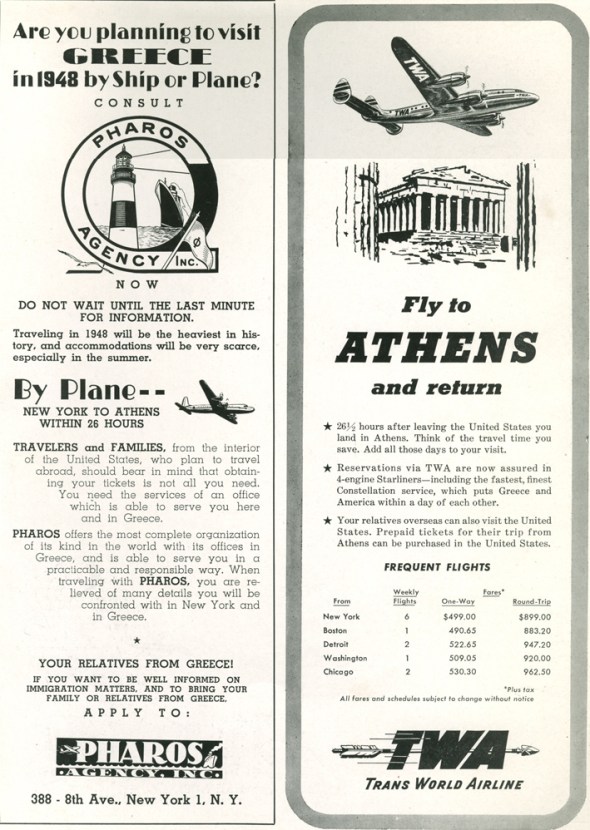 Are you planning to visit
GREECE
in 1948 by Ship or Plane?
CONSULT
PHAROS
AGENCY INC.
NOW
DO NOT WAIT UNTIL THE LAST MINUTE
FOR INFORMATION.
Traveling in 1948 will be the heaviest in his-
tory, and accommodations will be very scarce,
especially in the summer.
By Plane--
NEW YORK TO ATHENS
WITHIN 26 HOURS
TRAVELERS and FAMILIES, from the interior
of the United States, who plan to travel
abroad, should bear in mind that obtain-
ing your tickets is not all you need.
You need the services of an office
which is able to serve you here
and in Greece.
PHAROS offers the most complete organization
of its kind in the world with its offices in
Greece, and is able to serve you in a
practicable and responsible way. When
traveling with PHAROS, you are re-
lieved of many details you will be
confronted with in New York and
in Greece.
★
YOUR RELATIVES FROM GREECE!
IF YOU WANT TO BE WELL INFORMED ON
IMMIGRATION MATTERS, AND TO BRING YOUR
FAMILY OR RELATIVES FROM GREECE,
APPLY TO:
PHAROS
AGENCY, INC.
388 - 8th Ave., New York 1, N. Y.
TWA
TWA
Fly to
ATHENS
and return
★ 26½ hours after leaving the United States you
land in Athens. Think of the travel time you
save. Add all those days to your visit.
★ Reservations via TWA are now assured in
4-engine Starliners—including the fastest, finest
Constellation service, which puts Greece and
America within a day of each other.
★ Your relatives overseas can also visit the United
States. Prepaid tickets for their trip from
Athens can be purchased in the United States.
FREQUENT FLIGHTS
Weekly Fares*
From Flights One-Way Round-Trip
New York 6 $499.00 $899.00
Boston 1 490.65 883.20
Detroit 2 522.65 947.20
Washington 1 509.05 920.00
Chicago 2 530.30 962.50
*Plus tax
All fares and schedules subject to change without notice
TWA
TRANS WORLD AIRLINE